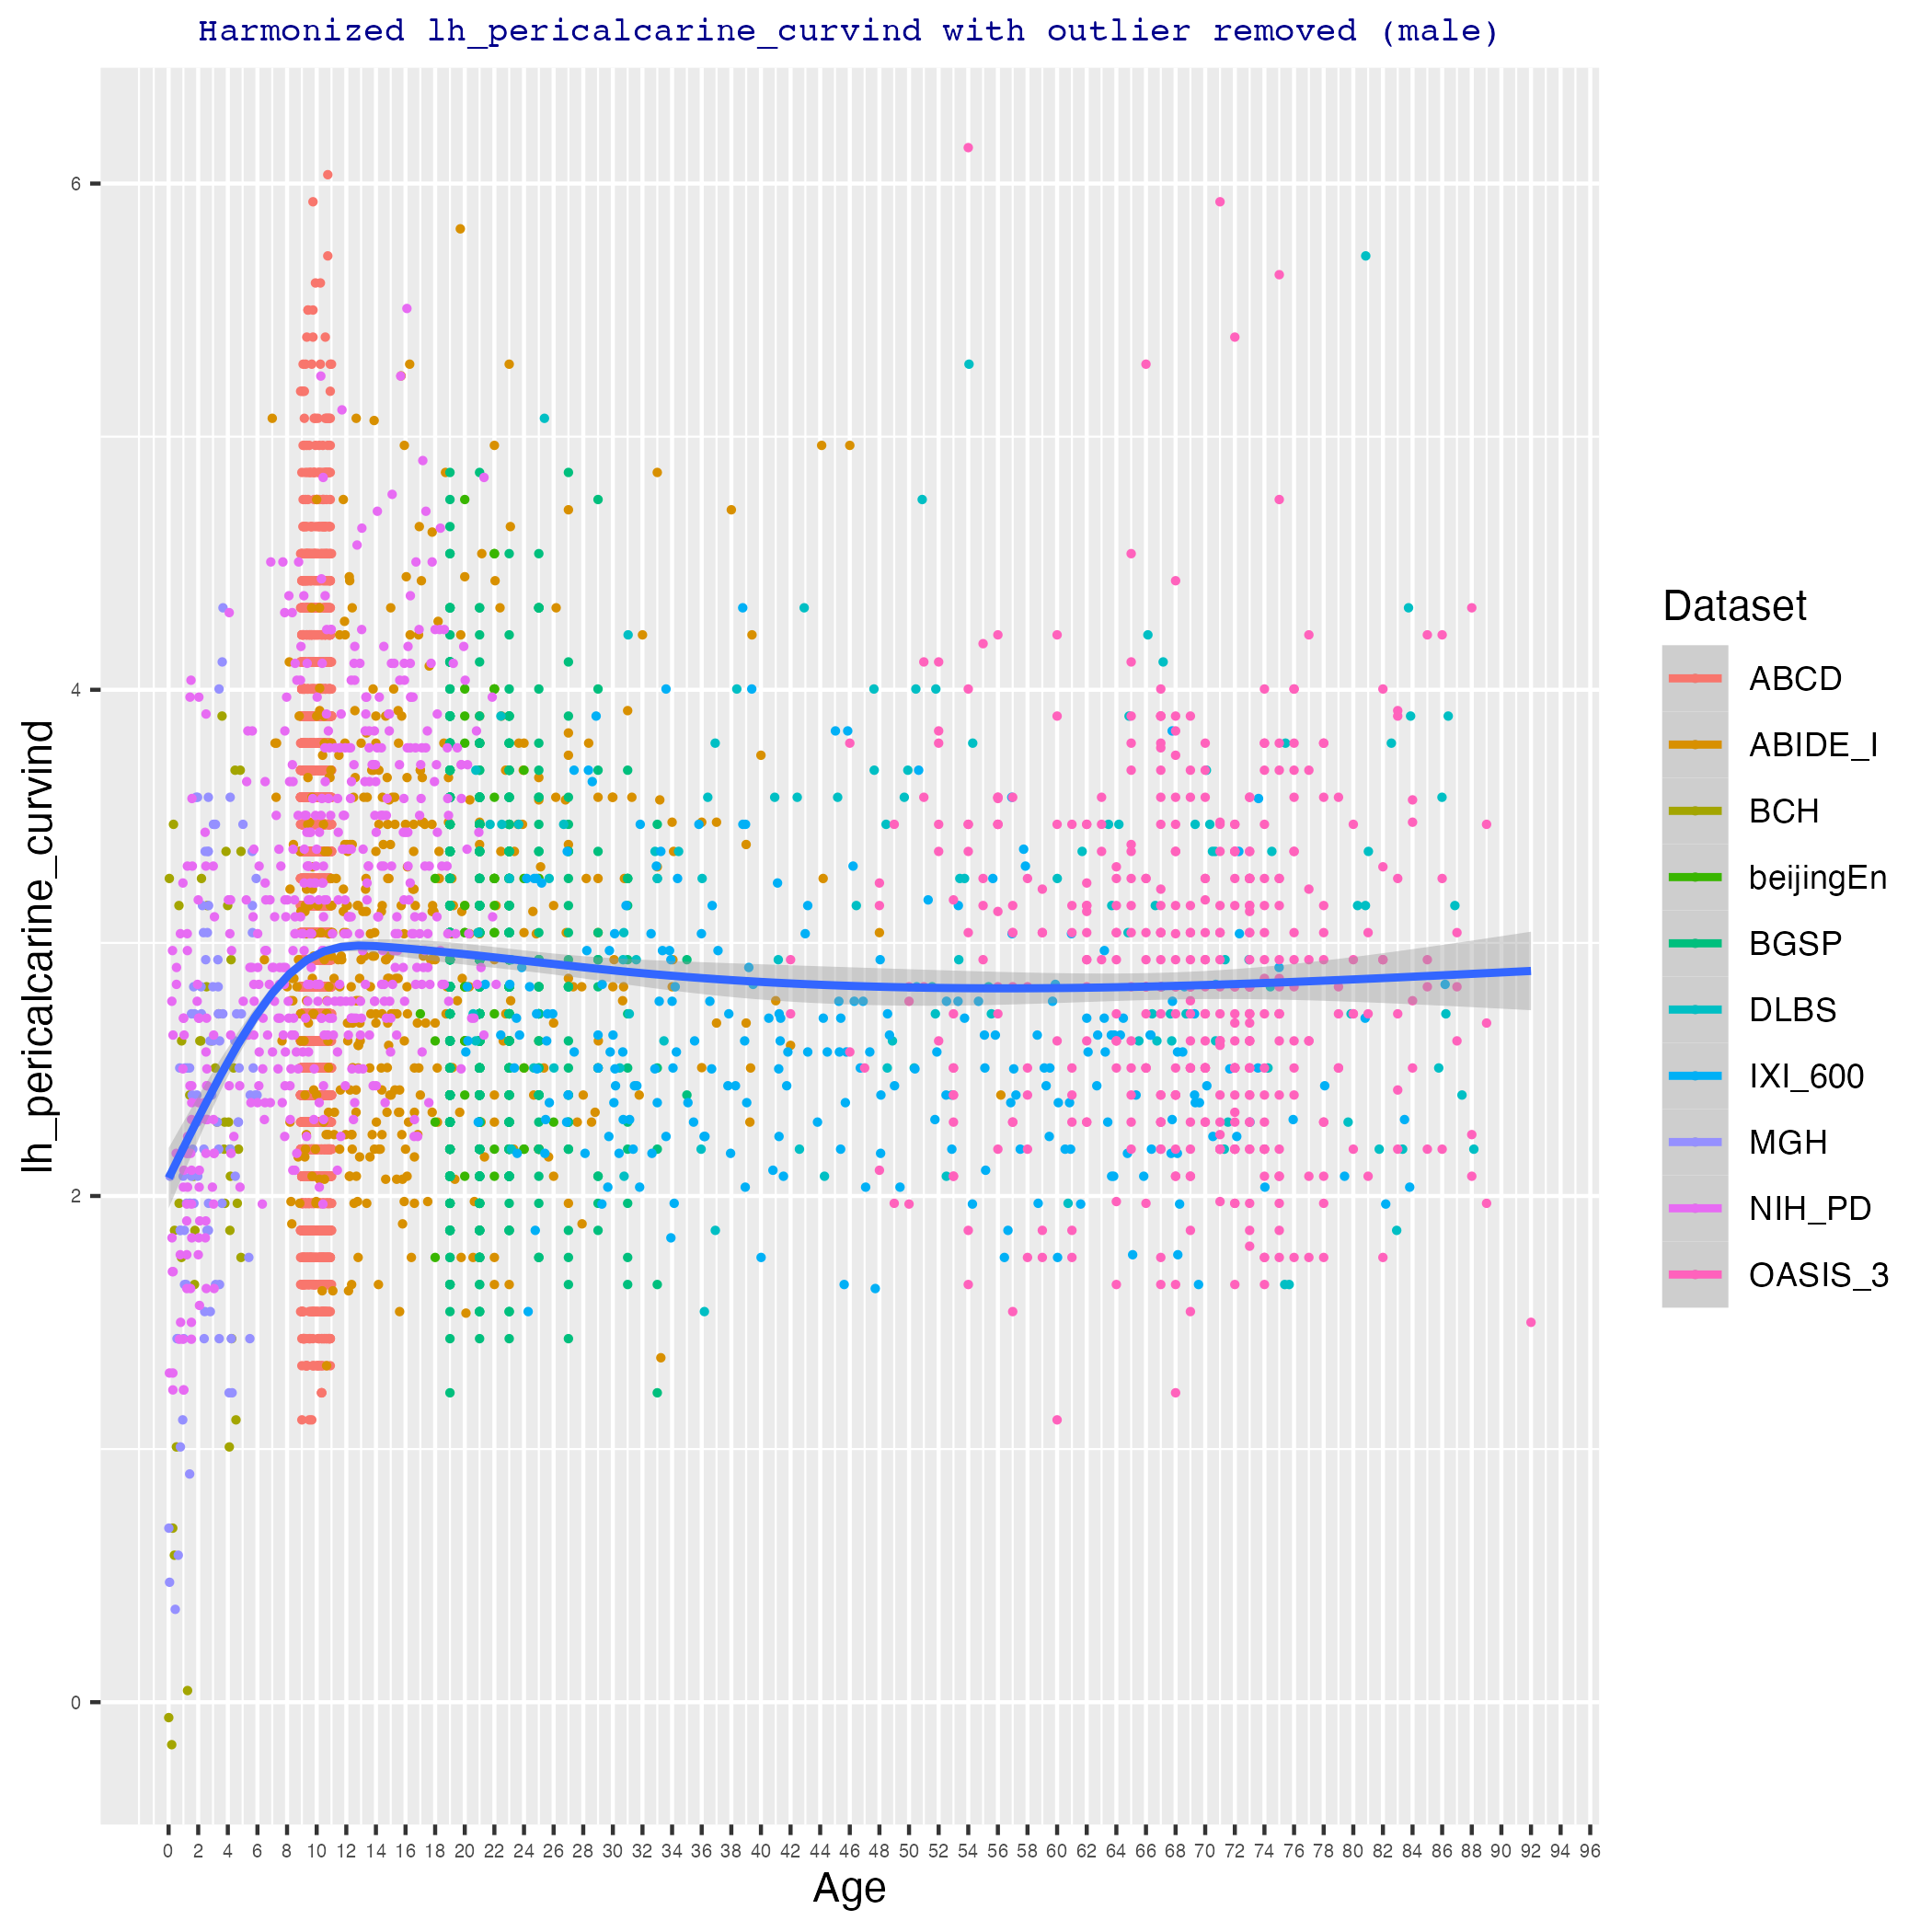 Harmonized lh_pericalcarine_curvind with outlier removed (male)
lh_pericalcarine_curvind
6
4
2
0
0 2 4 6 8 10 12 14 16 18 20 22 24 26 28 30 32 34 36 38 40 42 44 46 48 50 52 54 56 58 60 62 64 66 68 70 72 74 76 78 80 82 84 86 88 90 92 94 96
Age
Dataset
ABCD
ABIDE_I
BCH
beijingEn
BGSP
DLBS
IXI_600
MGH
NIH_PD
OASIS_3